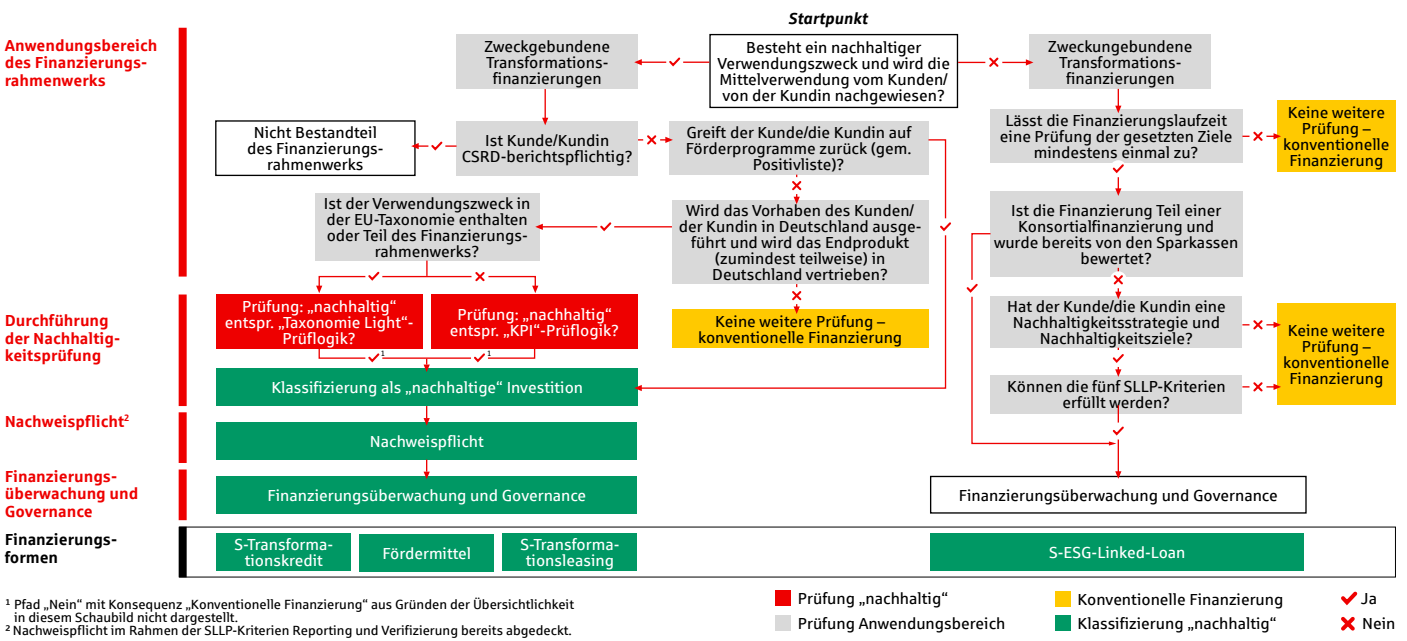 Startpunkt
Anwendungsbereich
des Finanzierungs-
rahmenwerks
Zweckgebundene
Transformations-
finanzierungen
Besteht ein nachhaltiger
Verwendungszweck und wird die
Mittelverwendung vom Kunden/
von der Kundin nachgewiesen?
Zweckungebundene
Transformations-
finanzierungen
Nicht Bestandteil
des Finanzierungs-
rahmenwerks
Ist Kunde/Kundin
CSRD-berichtspflichtig?
Greift der Kunde/die Kundin auf
Förderprogramme zurück (gem.
Positivliste)?
Lässt die Finanzierungslaufzeit
eine Prüfung der gesetzten Ziele
mindestens einmal zu?
Keine weitere
Prüfung –
konventionelle
Finanzierung
Ist der Verwendungszweck in
der EU-Taxonomie enthalten
oder Teil des Finanzierungs-
rahmenwerks?
Wird das Vorhaben des Kunden/
der Kundin in Deutschland ausge-
führt und wird das Endprodukt
(zumindest teilweise) in
Deutschland vertrieben?
Ist die Finanzierung Teil einer
Konsortialfinanzierung und
wurde bereits von den Sparkassen
bewertet?
Durchführung
der Nachhaltig-
keitsprüfung
Prüfung: „nachhaltig“
entspr. „Taxonomie Light“-
Prüflogik?
Prüfung: „nachhaltig“
entspr. „KPI“-Prüflogik?
1
1
Keine weitere Prüfung –
konventionelle Finanzierung
Hat der Kunde/die Kundin eine
Nachhaltigkeitsstrategie und
Nachhaltigkeitsziele?
Keine weitere
Prüfung –
konventionelle
Finanzierung
Klassifizierung als „nachhaltige“ Investition
Können die fünf SLLP-Kriterien
erfüllt werden?
Nachweispflicht²
Nachweispflicht
Finanzierungs-
überwachung und
Governance
Finanzierungsüberwachung und Governance
Finanzierungsüberwachung und Governance
Finanzierungs-
formen
S-Transforma-
tionskredit
Fördermittel
S-Transforma-
tionsleasing
S-ESG-Linked-Loan
¹ Pfad „Nein“ mit Konsequenz „Konventionelle Finanzierung“ aus Gründen der Übersichtlichkeit
in diesem Schaubild nicht dargestellt.
² Nachweispflicht im Rahmen der SLLP-Kriterien Reporting und Verifizierung bereits abgedeckt.
Prüfung „nachhaltig“
Konventionelle Finanzierung
Ja
Prüfung Anwendungsbereich
Klassifizierung „nachhaltig“
Nein